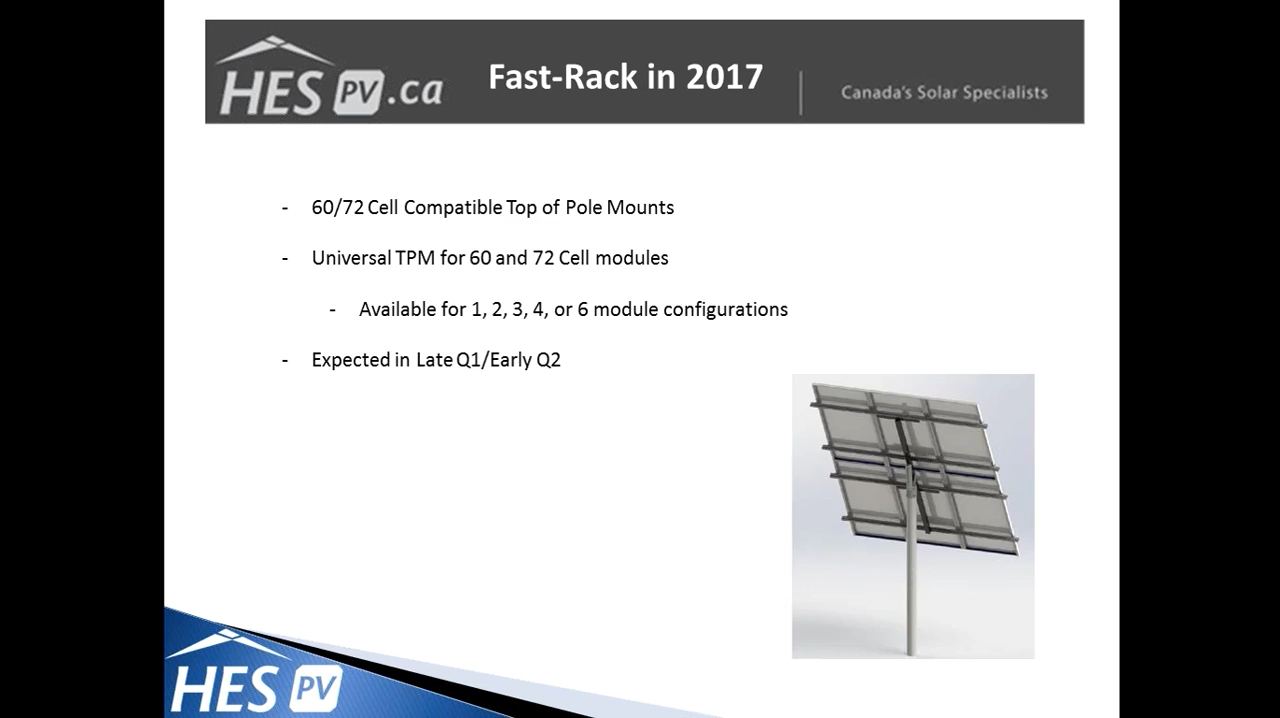 HES PV.ca
Fast-Rack in 2017
Canada's Solar Specialists
- 60/72 Cell Compatible Top of Pole Mounts
- Universal TPM for 60 and 72 Cell modules
- Available for 1, 2, 3, 4, or 6 module configurations
- Expected in Late Q1/Early Q2
HES PV